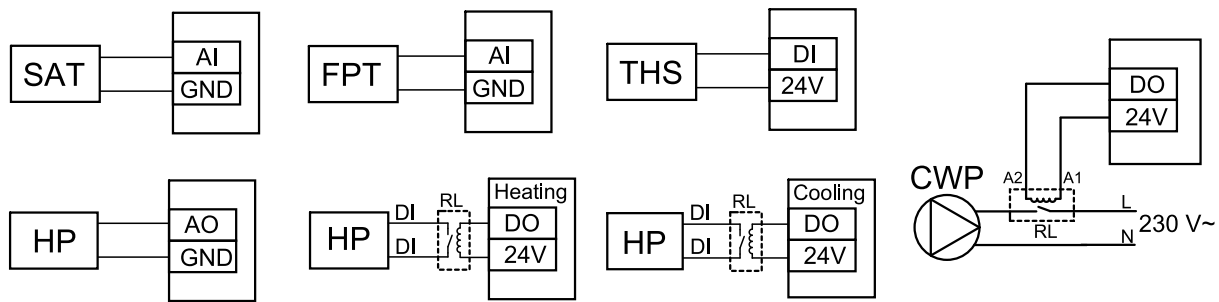 SAT
AI
GND
FPT
AI
GND
THS
DI
24V
DO
24V
CWP
A2
A1
RL
L
N
230 V~
HP
AO
GND
HP
DI
DI
RL
Heating
DO
24V
HP
DI
DI
RL
Cooling
DO
24V